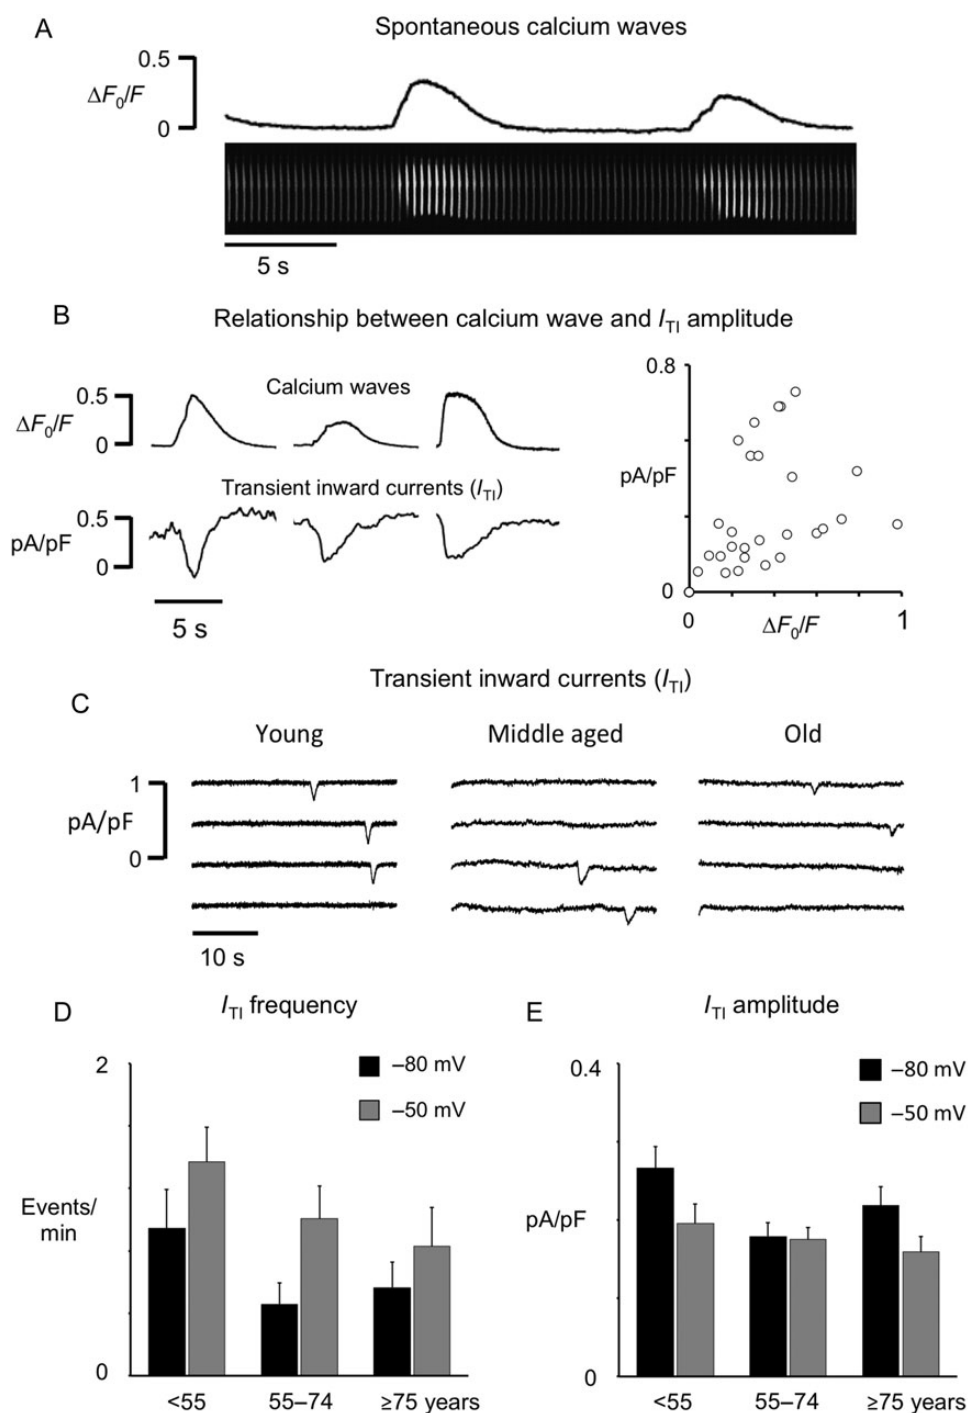 A
Spontaneous calcium waves
0.5
ΔF0/F
0
5 s
B
Relationship between calcium wave and ITI amplitude
Calcium waves
0.5
ΔF0/F
0
Transient inward currents (ITI)
0.5
pA/pF
0
5 s
0.8
pA/pF
0
0
ΔF0/F
1
Transient inward currents (ITI)
C
Young
Middle aged
Old
1
pA/pF
0
10 s
D
ITI frequency
2
–80 mV
–50 mV
Events/
min
0
<55
55–74
≥75 years
E
ITI amplitude
0.4
–80 mV
–50 mV
pA/pF
0
<55
55–74
≥75 years